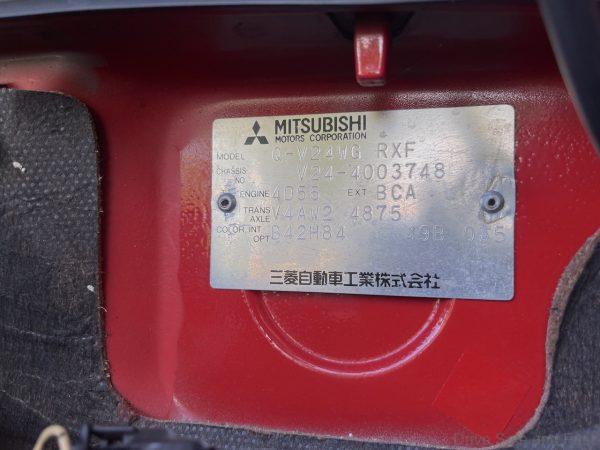 MITSUBISHI
MOTORS CORPORATION
MODEL Q-V24WG RXF
CHASSIS NO. V24-4003748
ENGINE 4D56 EXT BCA
TRANS AXLE V4AW2 4875
COLOR INT OPT B42H84
三菱自動車工業株式会社